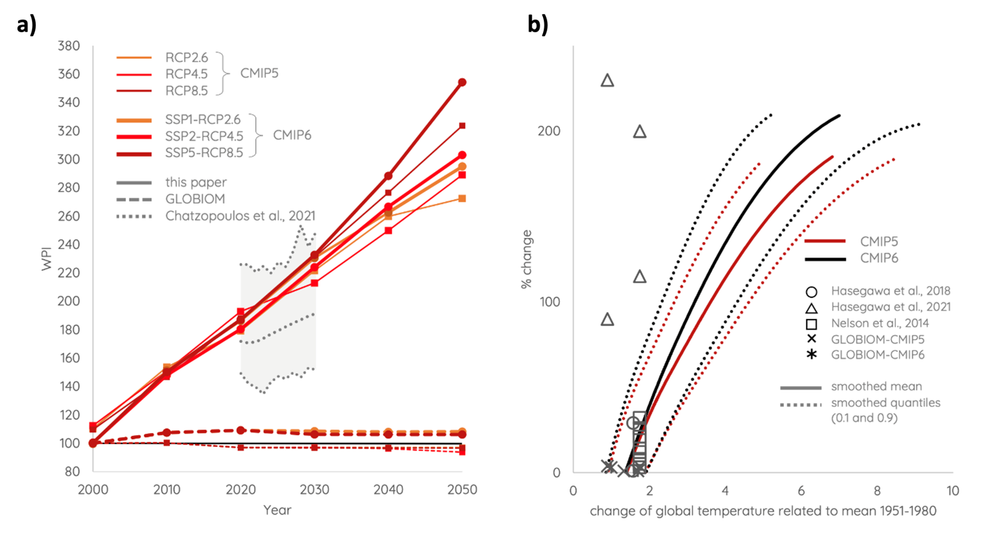 a)
380
360
340
320
300
280
260
240
220
200
180
160
140
120
100
80
WPI
RCP2.6
RCP4.5
RCP8.5
CMIP5
SSP1-RCP2.6
SSP2-RCP4.5
SSP5-RCP8.5
CMIP6
this paper
GLOBIOM
Chatzopoulos et al., 2021
2000 2010 2020 2030 2040 2050
Year
b)
200
100
0
% change
CMIP5
CMIP6
Hasegawa et al., 2018
Hasegawa et al., 2021
Nelson et al., 2014
GLOBIOM-CMIP5
GLOBIOM-CMIP6
smoothed mean
smoothed quantiles
(0.1 and 0.9)
0 2 4 6 8 10
change of global temperature related to mean 1951-1980